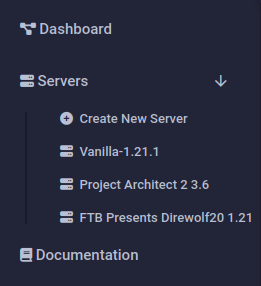 Dashboard
Servers
Create New Server
Vanilla-1.21.1
Project Architect 2 3.6
FTB Presents Direwolf20 1.21
Documentation